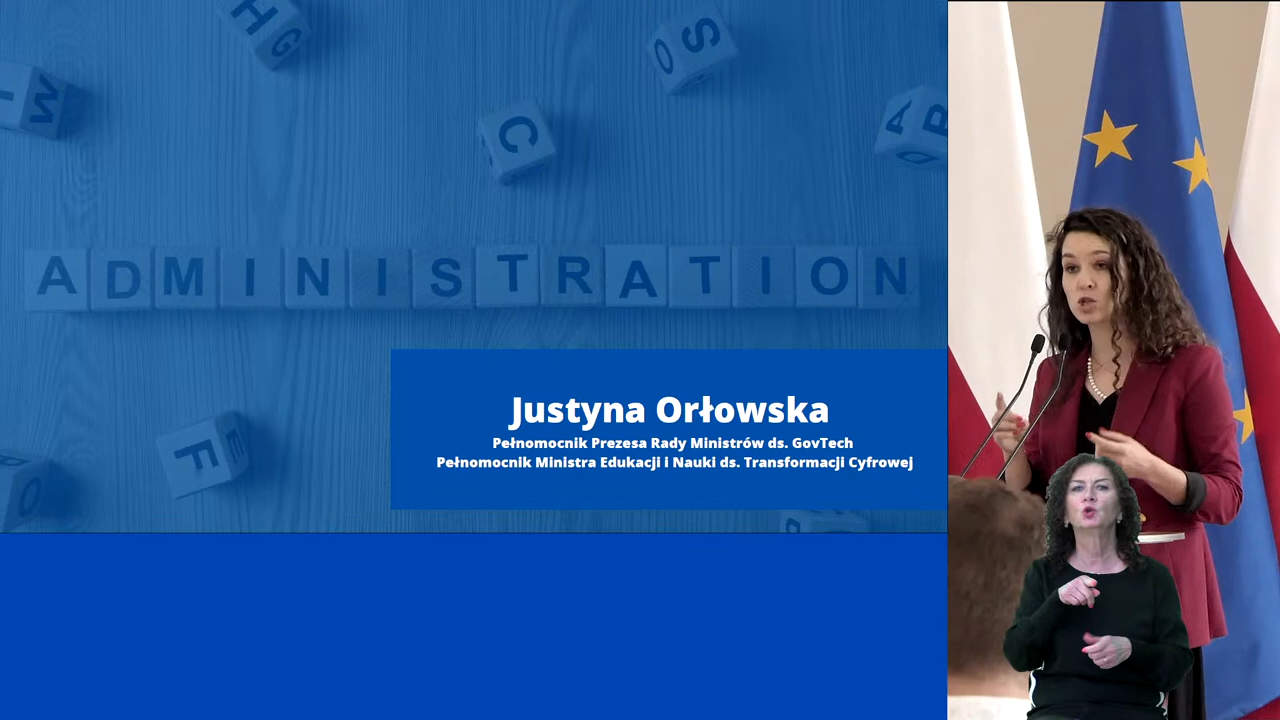 H G
O S
I W
C
A B
D
ADMINISTRATION
Justyna Orłowska
Pełnomocnik Prezesa Rady Ministrów ds. GovTech
Pełnomocnik Ministra Edukacji i Nauki ds. Transformacji Cyfrowej
F E
O